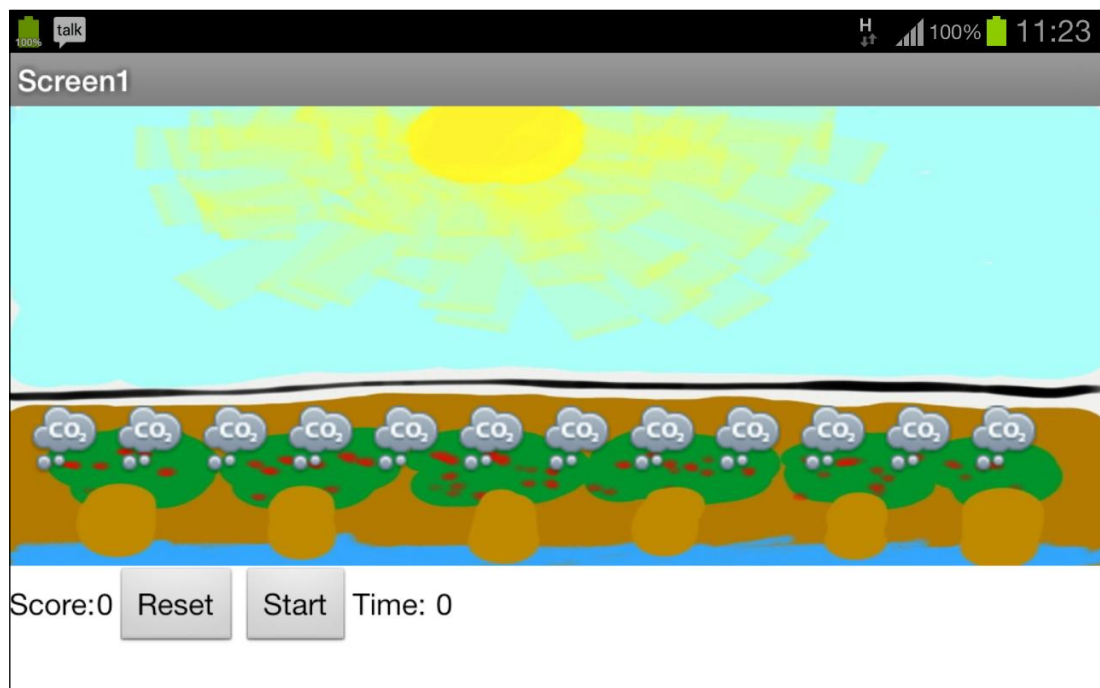 100% talk H 100% 11:23
Screen1
CO₂ CO₂ CO₂ CO₂ CO₂ CO₂ CO₂ CO₂ CO₂ CO₂ CO₂ CO₂
Score:0 Reset Start Time: 0